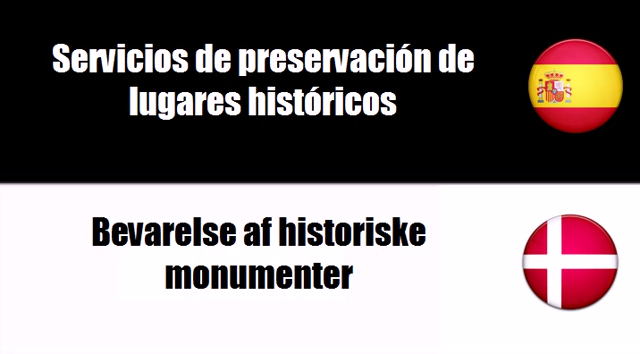 Servicios de preservación de
lugares históricos
Bevarelse af historiske
monumenter